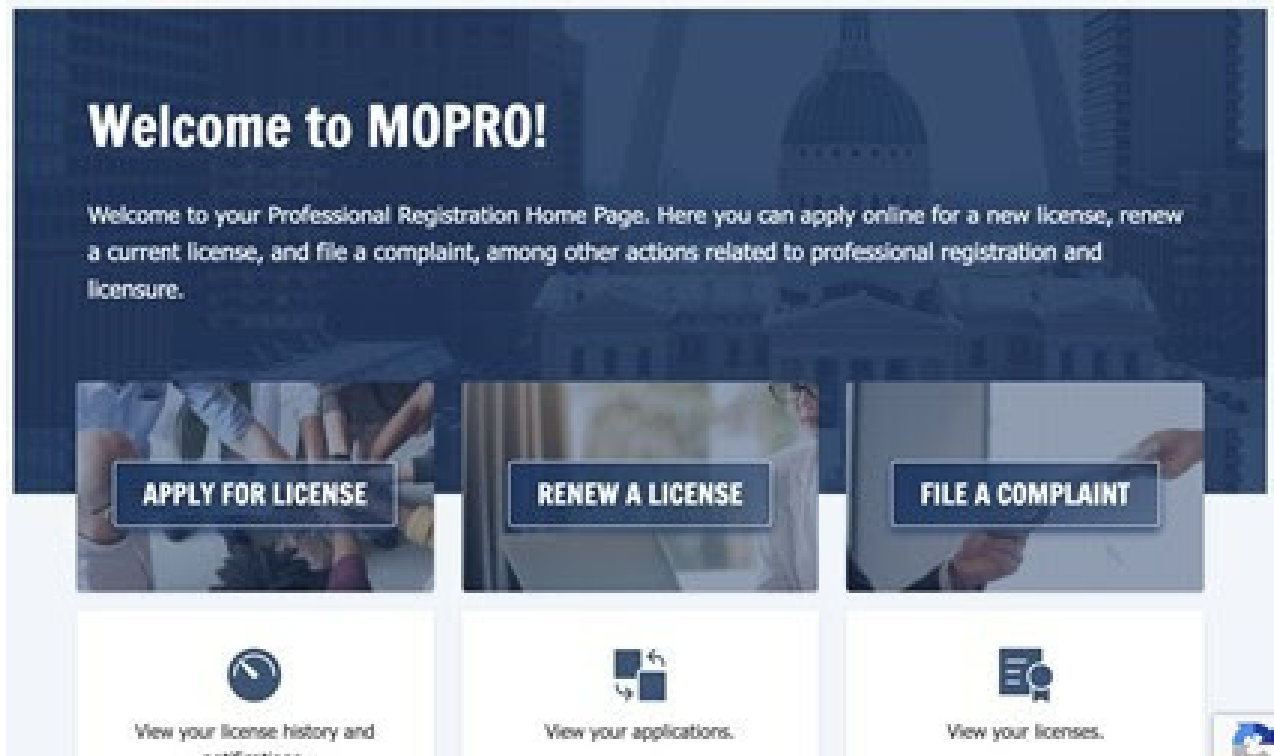 Welcome to MOPRO!
Welcome to your Professional Registration Home Page. Here you can apply online for a new license, renew
a current license, and file a complaint, among other actions related to professional registration and
licensure.
APPLY FOR LICENSE
RENEW A LICENSE
FILE A COMPLAINT
View your license history and
View your applications.
View your licenses.